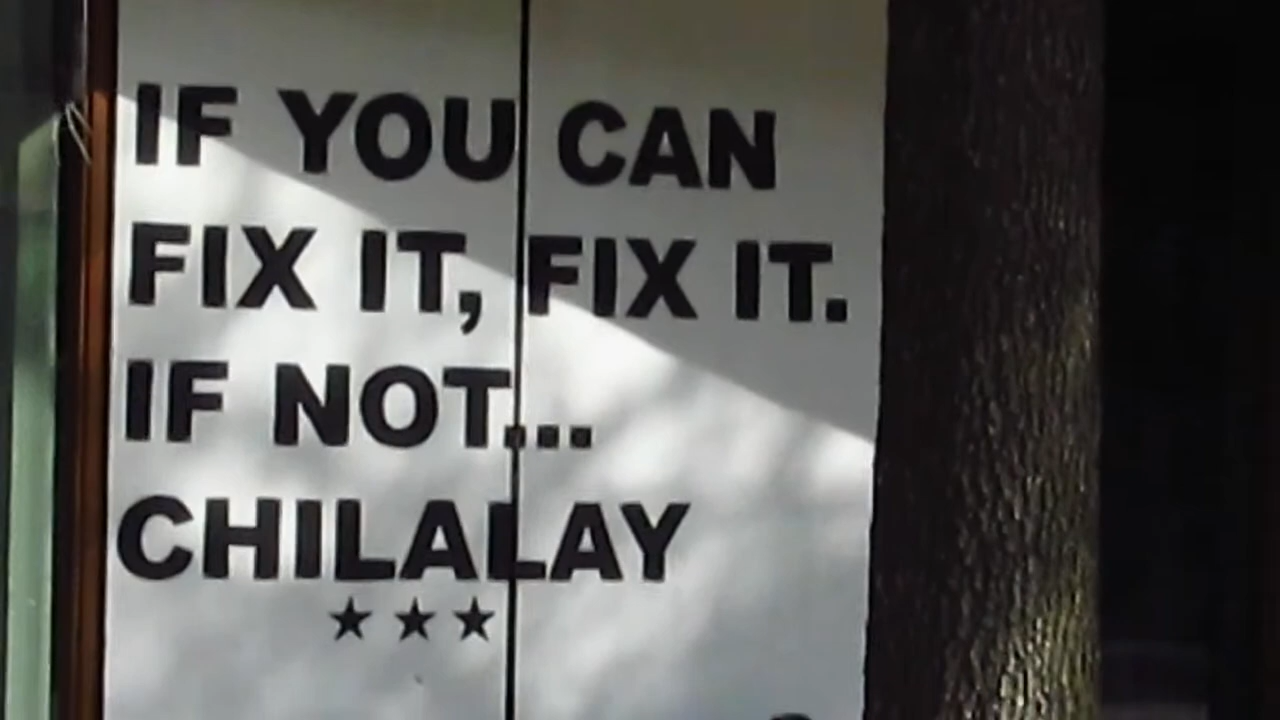 IF YOU CAN
FIX IT, FIX IT.
IF NOT...
CHILALAY
★★★